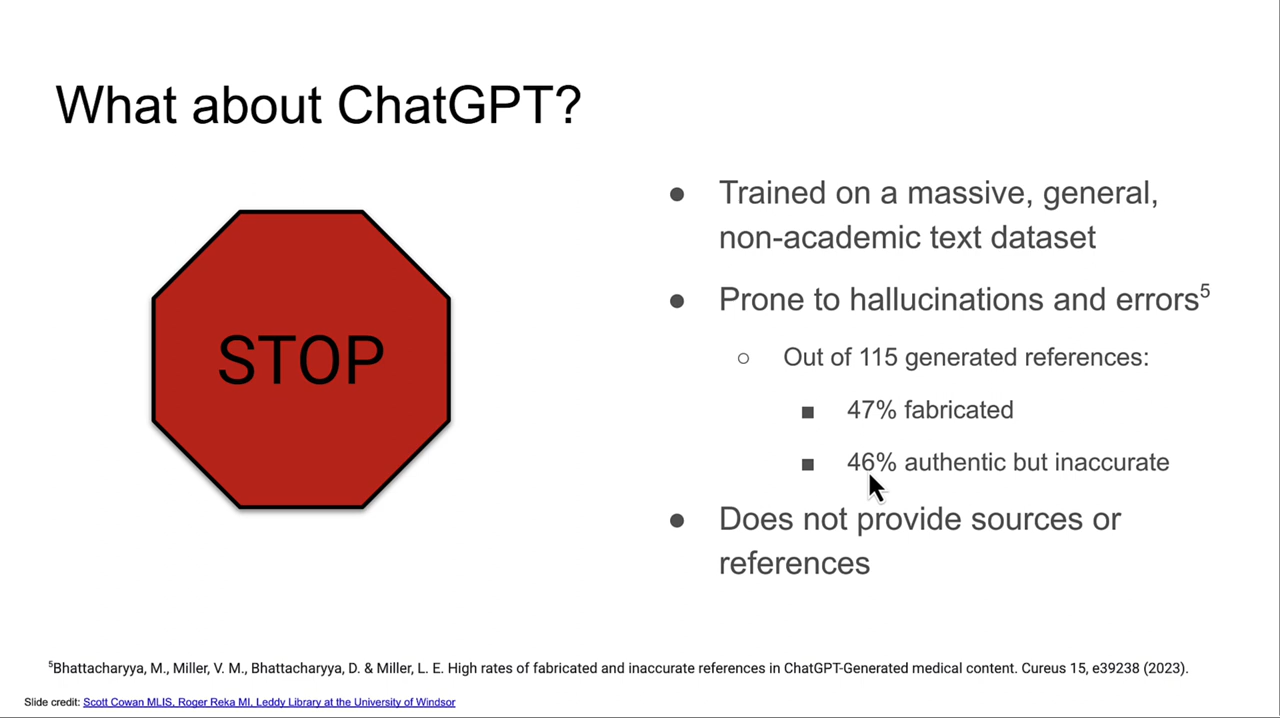 What about ChatGPT?
STOP
● Trained on a massive, general,
non-academic text dataset
● Prone to hallucinations and errors⁵
○ Out of 115 generated references:
■ 47% fabricated
■ 46% authentic but inaccurate
● Does not provide sources or
references
⁵Bhattacharyya, M., Miller, V. M., Bhattacharyya, D. & Miller, L. E. High rates of fabricated and inaccurate references in ChatGPT-Generated medical content. Cureus 15, e39238 (2023).
Slide credit: Scott Cowan MLIS, Roger Reka MI, Leddy Library at the University of Windsor